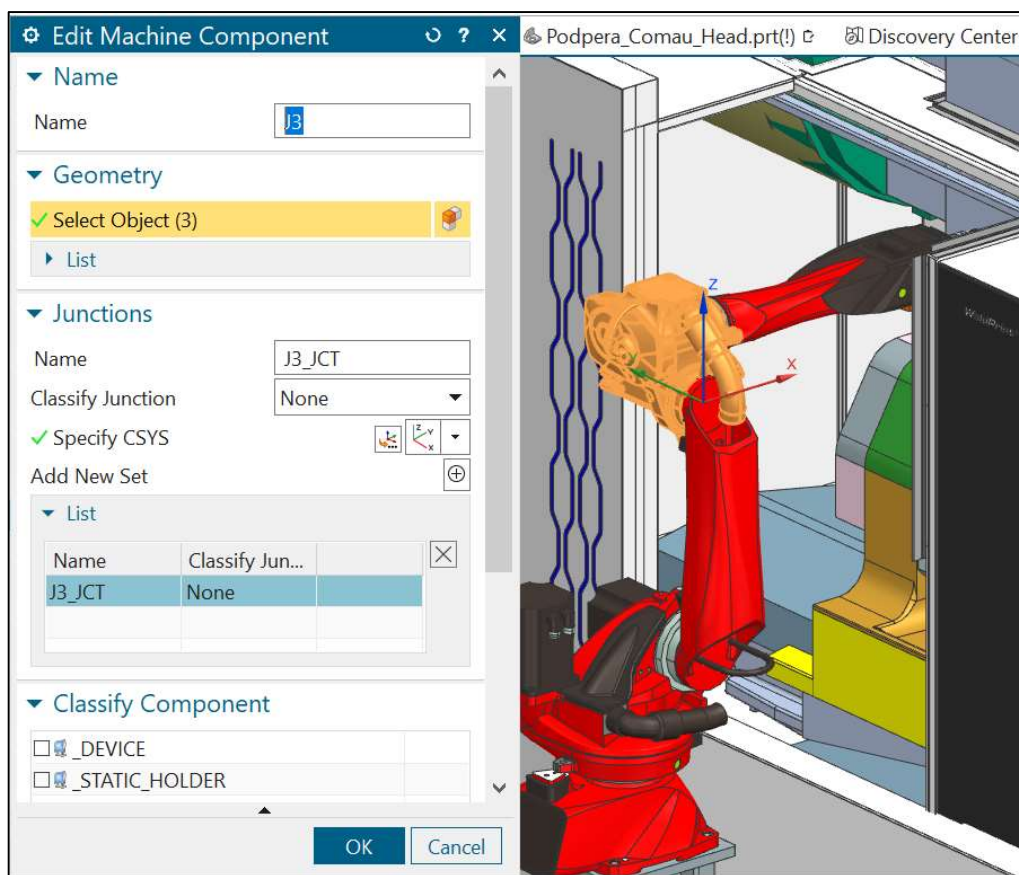 Edit Machine Component
Podpera_Comau_Head.prt(!)
Discovery Center
Name
Name J3
Geometry
Select Object (3)
List
Junctions
Name J3_JCT
Classify Junction None
Specify CSYS
Add New Set
List
Name Classify Jun...
J3_JCT None
Classify Component
_DEVICE
_STATIC_HOLDER
OK Cancel
Z
Y
X